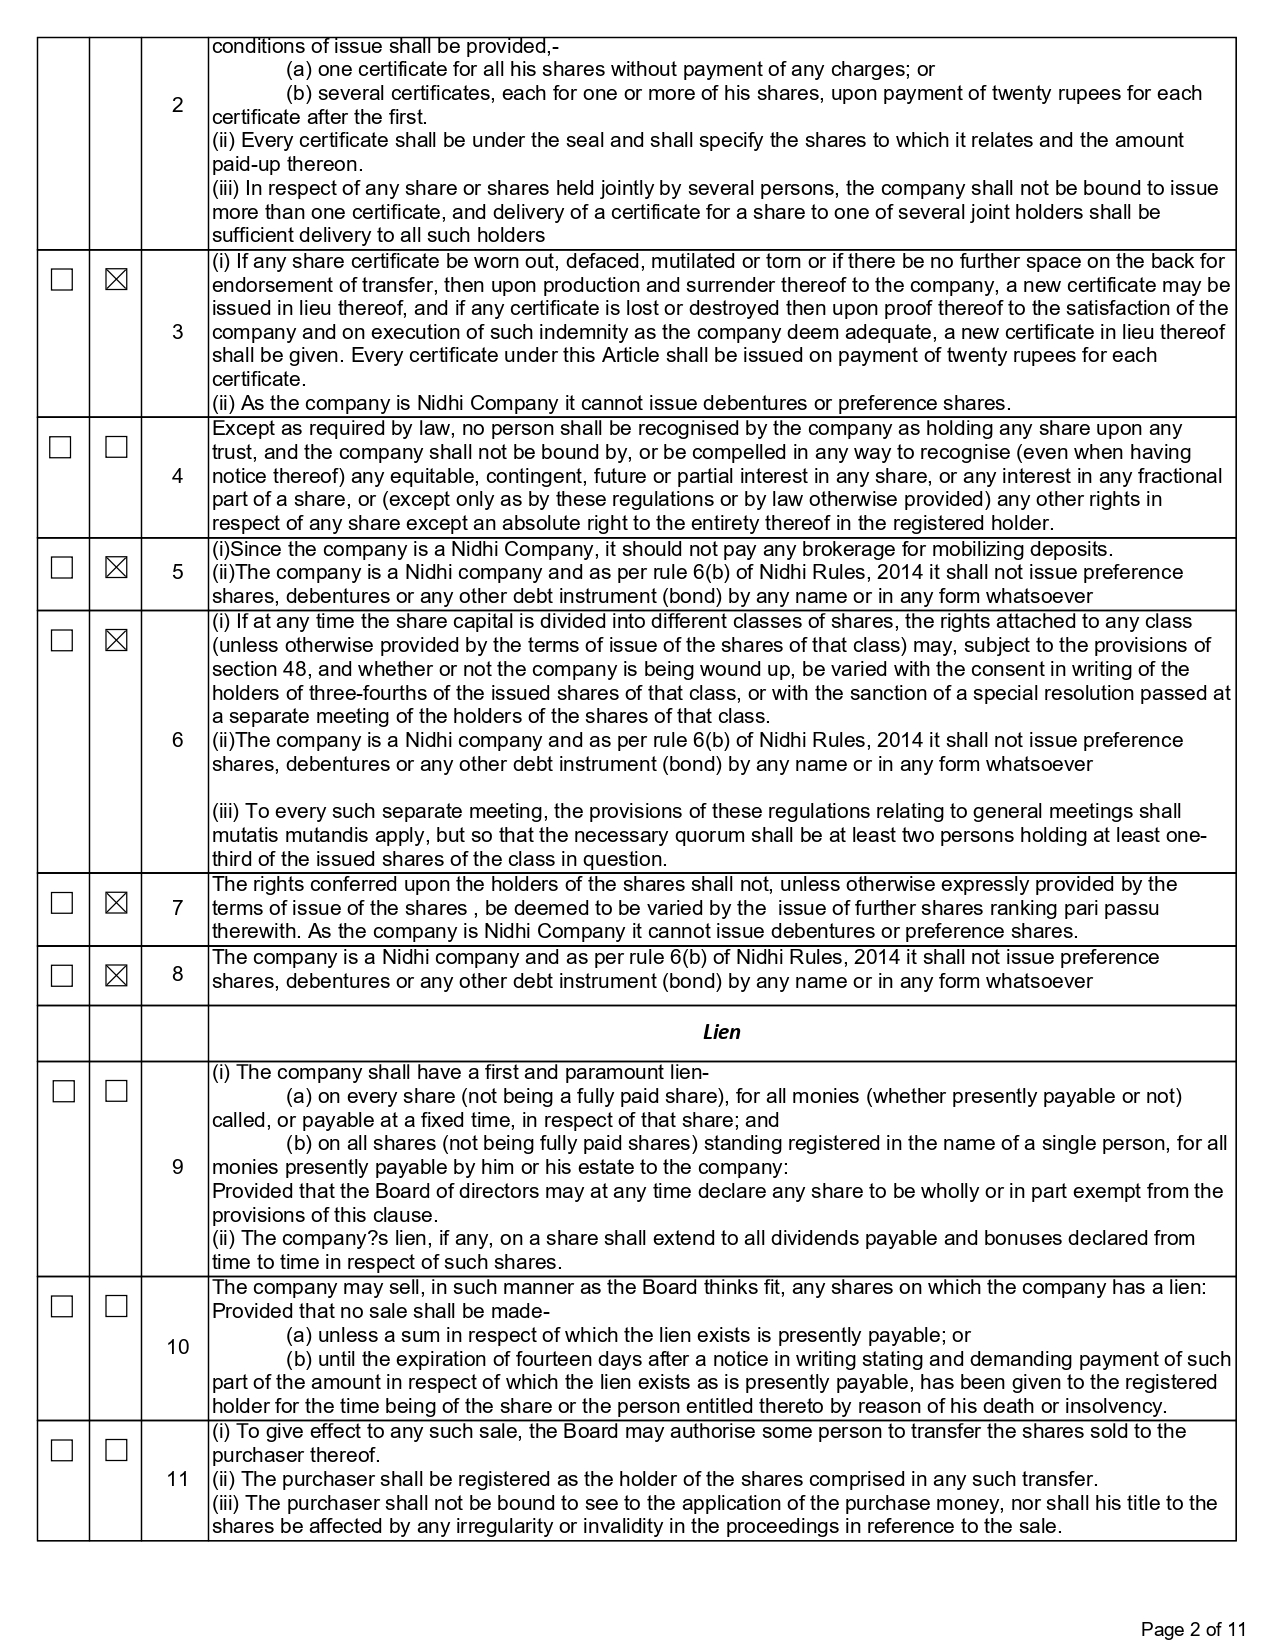 conditions of issue shall be provided,-
(a) one certificate for all his shares without payment of any charges; or
2
(b) several certificates, each for one or more of his shares, upon payment of twenty rupees for each
certificate after the first.
(ii) Every certificate shall be under the seal and shall specify the shares to which it relates and the amount
paid-up thereon.
(iii) In respect of any share or shares held jointly by several persons, the company shall not be bound to issue
more than one certificate, and delivery of a certificate for a share to one of several joint holders shall be
sufficient delivery to all such holders
3
(i) If any share certificate be worn out, defaced, mutilated or torn or if there be no further space on the back for
endorsement of transfer, then upon production and surrender thereof to the company, a new certificate may be
issued in lieu thereof, and if any certificate is lost or destroyed then upon proof thereof to the satisfaction of the
company and on execution of such indemnity as the company deem adequate, a new certificate in lieu thereof
shall be given. Every certificate under this Article shall be issued on payment of twenty rupees for each
certificate.
(ii) As the company is Nidhi Company it cannot issue debentures or preference shares.
4
Except as required by law, no person shall be recognised by the company as holding any share upon any
trust, and the company shall not be bound by, or be compelled in any way to recognise (even when having
notice thereof) any equitable, contingent, future or partial interest in any share, or any interest in any fractional
part of a share, or (except only as by these regulations or by law otherwise provided) any other rights in
respect of any share except an absolute right to the entirety thereof in the registered holder.
5
(i)Since the company is a Nidhi Company, it should not pay any brokerage for mobilizing deposits.
(ii)The company is a Nidhi company and as per rule 6(b) of Nidhi Rules, 2014 it shall not issue preference
shares, debentures or any other debt instrument (bond) by any name or in any form whatsoever
6
(i) If at any time the share capital is divided into different classes of shares, the rights attached to any class
(unless otherwise provided by the terms of issue of the shares of that class) may, subject to the provisions of
section 48, and whether or not the company is being wound up, be varied with the consent in writing of the
holders of three-fourths of the issued shares of that class, or with the sanction of a special resolution passed at
a separate meeting of the holders of the shares of that class.
(ii)The company is a Nidhi company and as per rule 6(b) of Nidhi Rules, 2014 it shall not issue preference
shares, debentures or any other debt instrument (bond) by any name or in any form whatsoever
(iii) To every such separate meeting, the provisions of these regulations relating to general meetings shall
mutatis mutandis apply, but so that the necessary quorum shall be at least two persons holding at least one-
third of the issued shares of the class in question.
7
The rights conferred upon the holders of the shares shall not, unless otherwise expressly provided by the
terms of issue of the shares , be deemed to be varied by the  issue of further shares ranking pari passu
therewith. As the company is Nidhi Company it cannot issue debentures or preference shares.
8
The company is a Nidhi company and as per rule 6(b) of Nidhi Rules, 2014 it shall not issue preference
shares, debentures or any other debt instrument (bond) by any name or in any form whatsoever
Lien
9
(i) The company shall have a first and paramount lien-
(a) on every share (not being a fully paid share), for all monies (whether presently payable or not)
called, or payable at a fixed time, in respect of that share; and
(b) on all shares (not being fully paid shares) standing registered in the name of a single person, for all
monies presently payable by him or his estate to the company:
Provided that the Board of directors may at any time declare any share to be wholly or in part exempt from the
provisions of this clause.
(ii) The company?s lien, if any, on a share shall extend to all dividends payable and bonuses declared from
time to time in respect of such shares.
10
The company may sell, in such manner as the Board thinks fit, any shares on which the company has a lien:
Provided that no sale shall be made-
(a) unless a sum in respect of which the lien exists is presently payable; or
(b) until the expiration of fourteen days after a notice in writing stating and demanding payment of such
part of the amount in respect of which the lien exists as is presently payable, has been given to the registered
holder for the time being of the share or the person entitled thereto by reason of his death or insolvency.
11
(i) To give effect to any such sale, the Board may authorise some person to transfer the shares sold to the
purchaser thereof.
(ii) The purchaser shall be registered as the holder of the shares comprised in any such transfer.
(iii) The purchaser shall not be bound to see to the application of the purchase money, nor shall his title to the
shares be affected by any irregularity or invalidity in the proceedings in reference to the sale.
Page 2 of 11